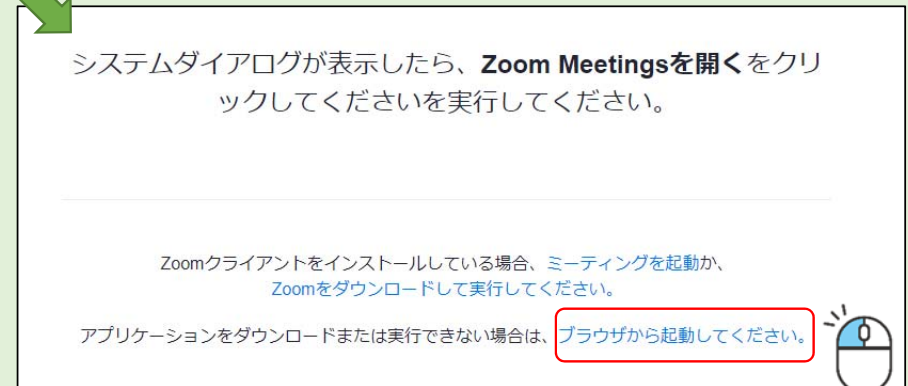 システムダイアログが表示したら、Zoom Meetingsを開くをクリ
ックしてくださいを実行してください。
Zoomクライアントをインストールしている場合、ミーティングを起動か、
Zoomをダウンロードして実行してください。
アプリケーションをダウンロードまたは実行できない場合は、ブラウザから起動してください。